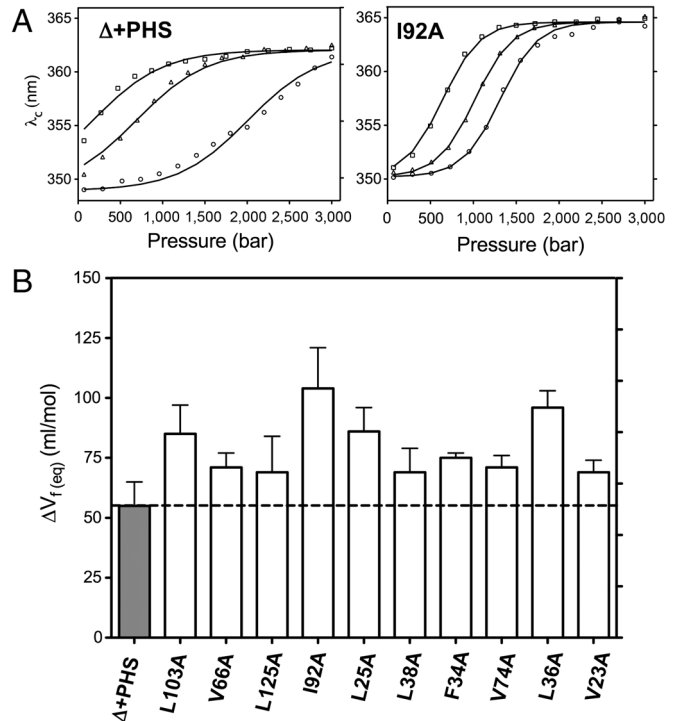 A
Δ+PHS
I92A
365
360
355
350
λc (nm)
0 500 1,000 1,500 2,000 2,500 3,000
Pressure (bar)
365
360
355
350
0 500 1,000 1,500 2,000 2,500 3,000
Pressure (bar)
B
150
125
100
75
50
25
0
ΔVf (eq) (ml/mol)
Δ+PHS L103A V66A L125A I92A L25A L38A F34A V74A L36A V23A